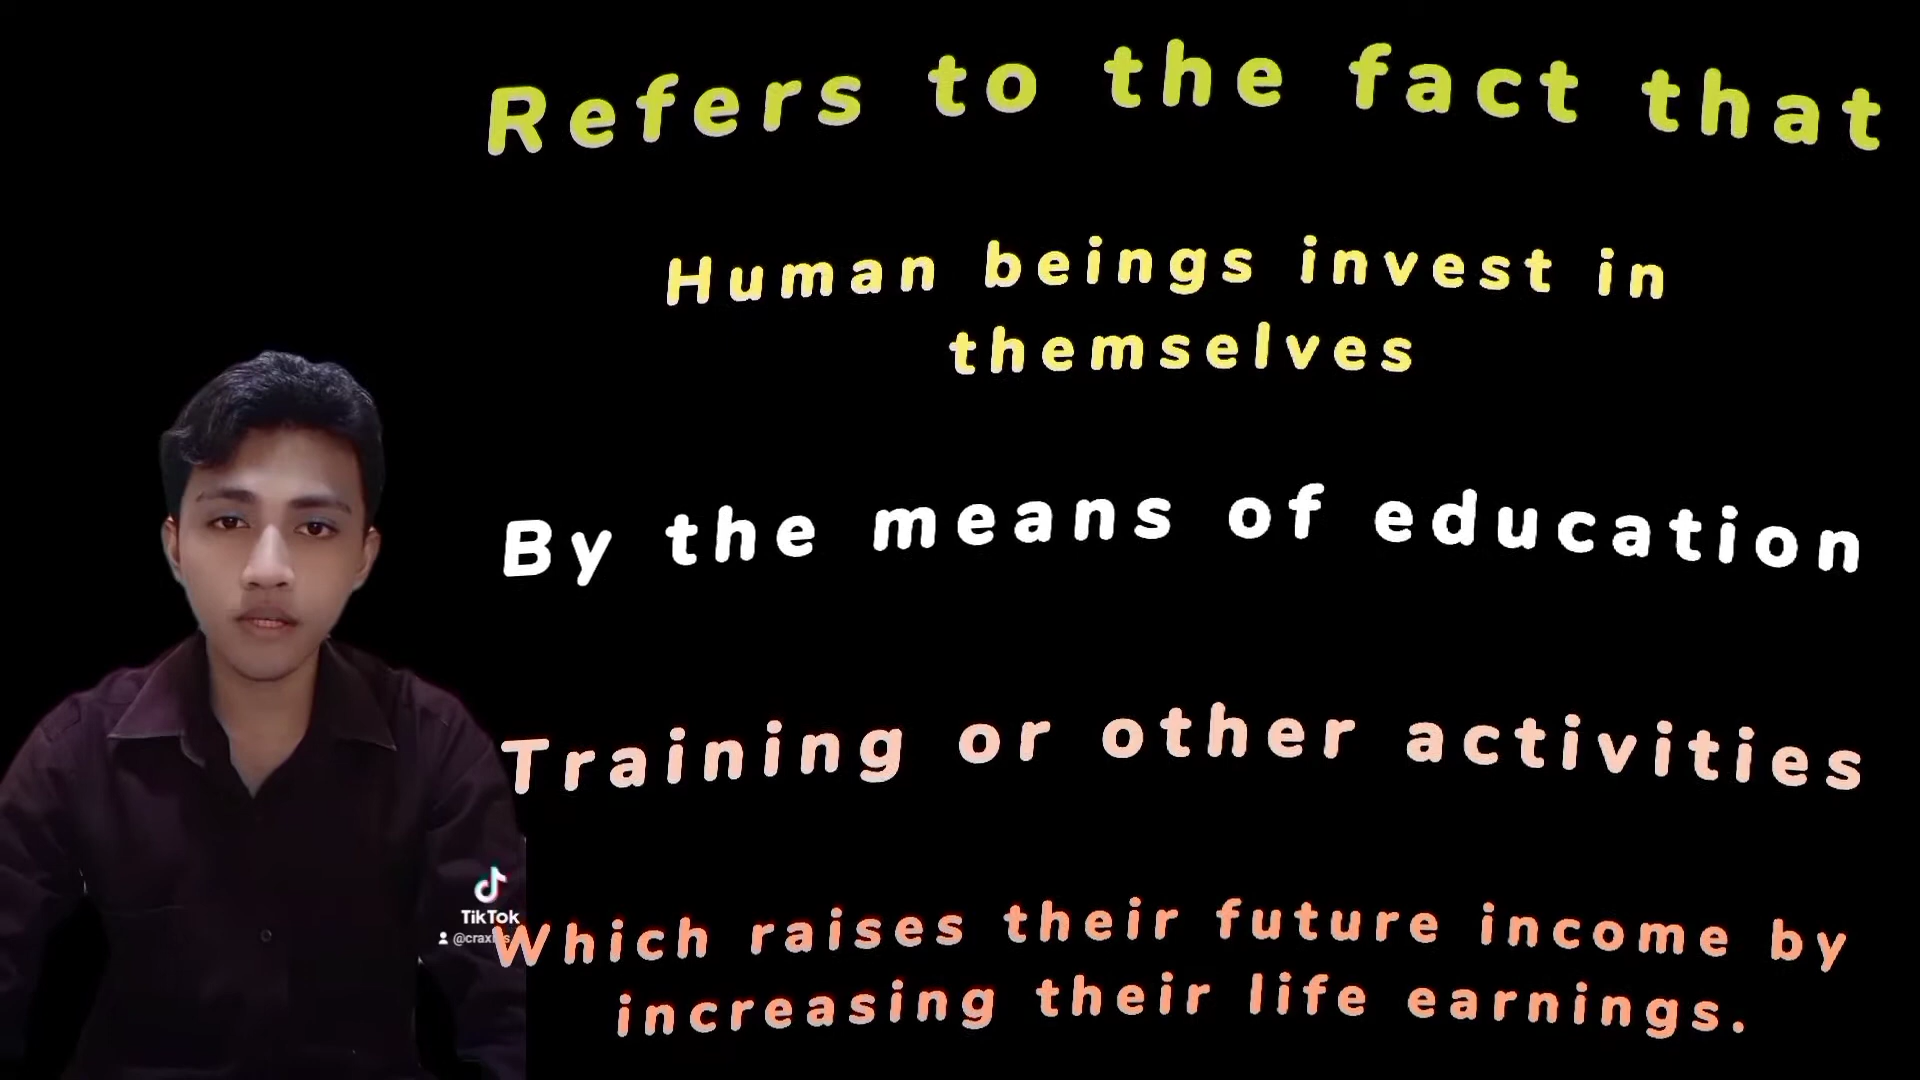 Refers to the fact that
Human beings invest in
themselves
By the means of education
Training or other activities
TikTok
Which raises their future income by
increasing their life earnings.